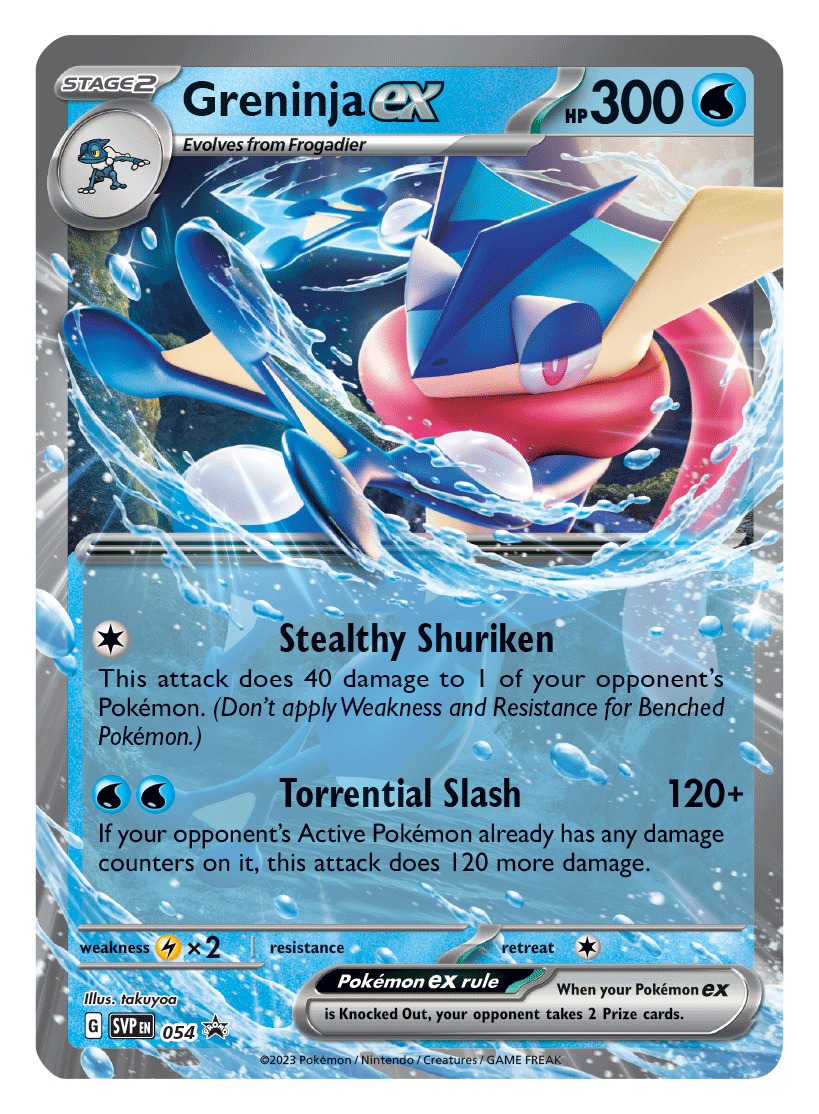 STAGE2
Greninja ex
HP 300
Evolves from Frogadier
Stealthy Shuriken
This attack does 40 damage to 1 of your opponent's
Pokémon. (Don't apply Weakness and Resistance for Benched
Pokémon.)
Torrential Slash 120+
If your opponent's Active Pokémon already has any damage
counters on it, this attack does 120 more damage.
weakness ×2 resistance retreat
Pokémon ex rule When your Pokémon ex
is Knocked Out, your opponent takes 2 Prize cards.
Illus. takuyoa
G SVP EN 054 PROMO
©2023 Pokémon / Nintendo / Creatures / GAME FREAK